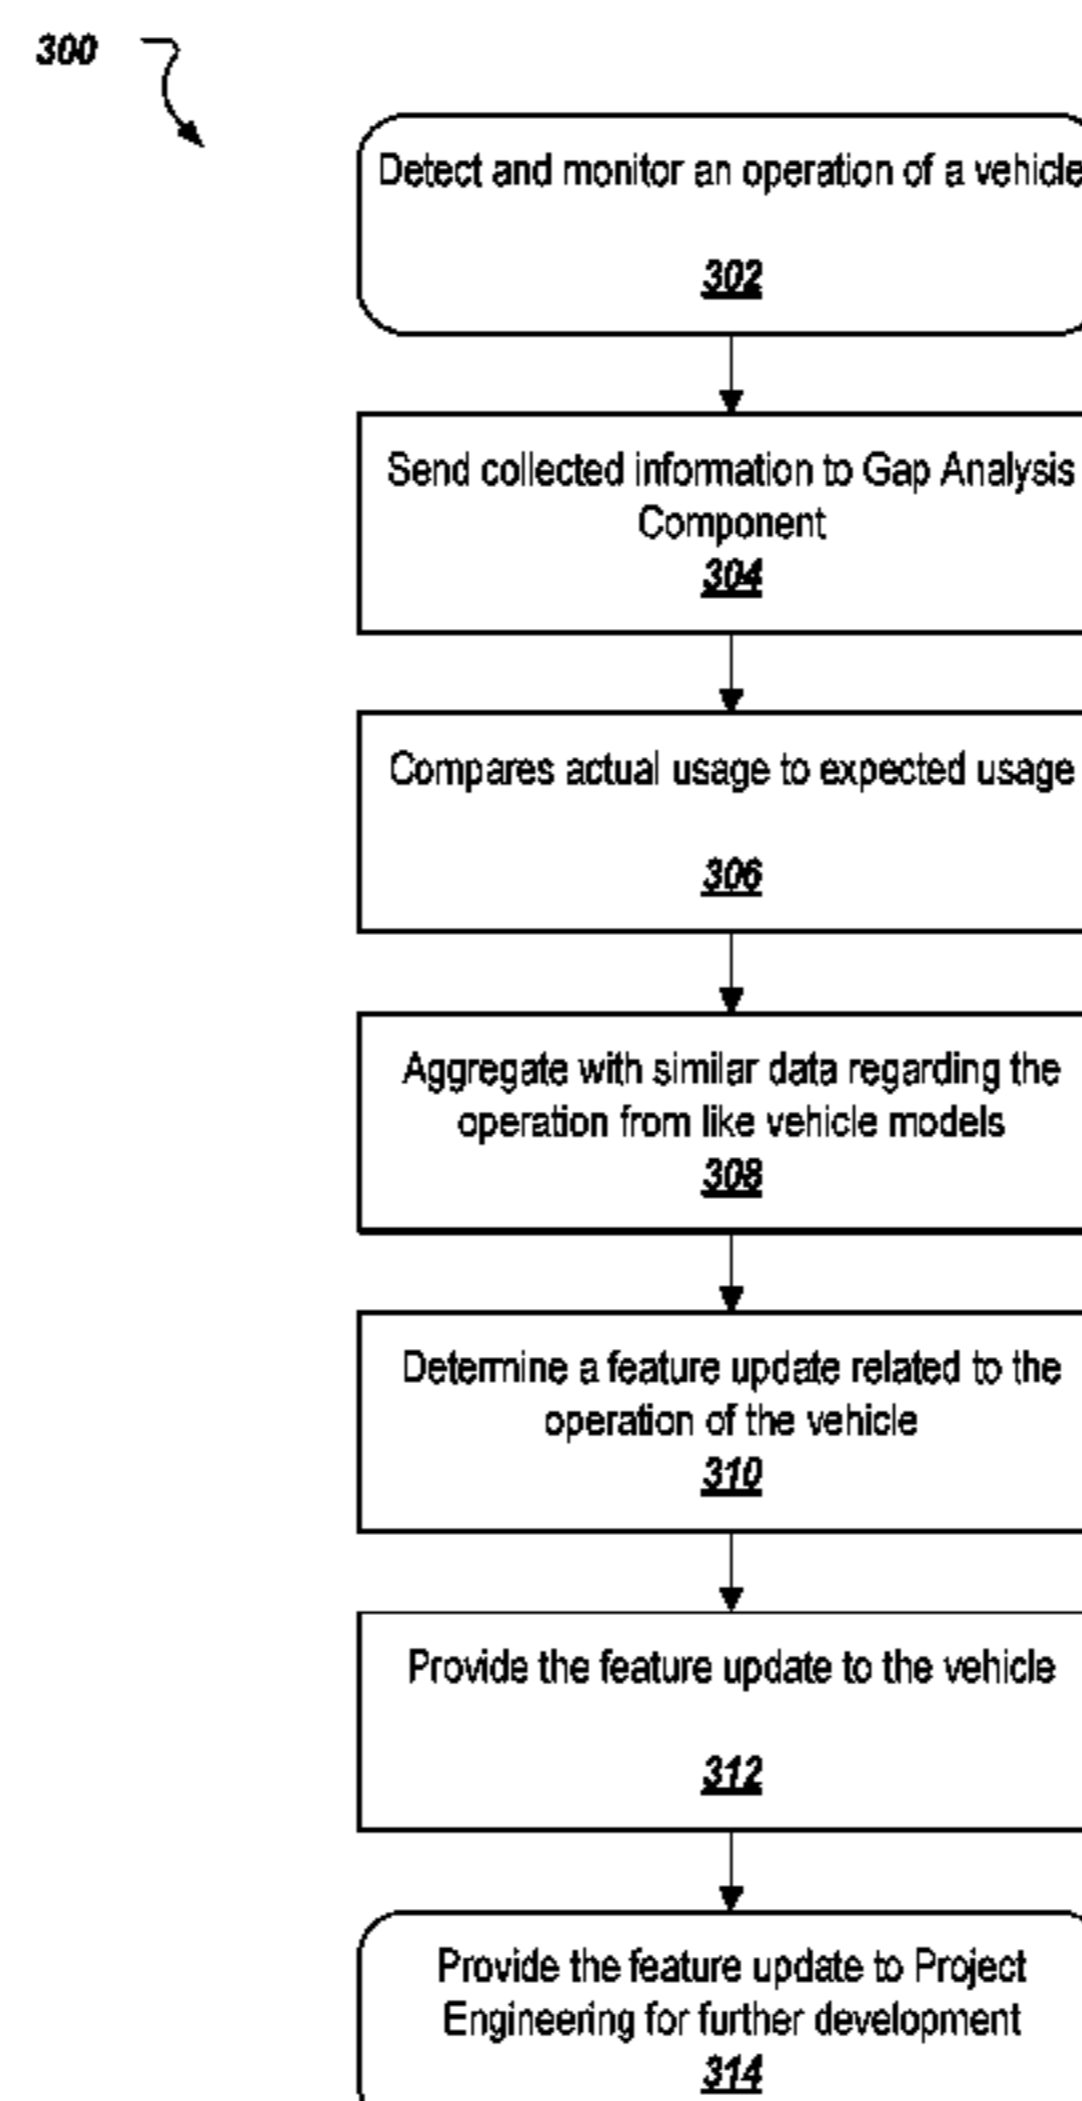 300
Detect and monitor an operation of a vehicle
302
Send collected information to Gap Analysis
Component
304
Compares actual usage to expected usage
306
Aggregate with similar data regarding the
operation from like vehicle models
308
Determine a feature update related to the
operation of the vehicle
310
Provide the feature update to the vehicle
312
Provide the feature update to Project
Engineering for further development
314